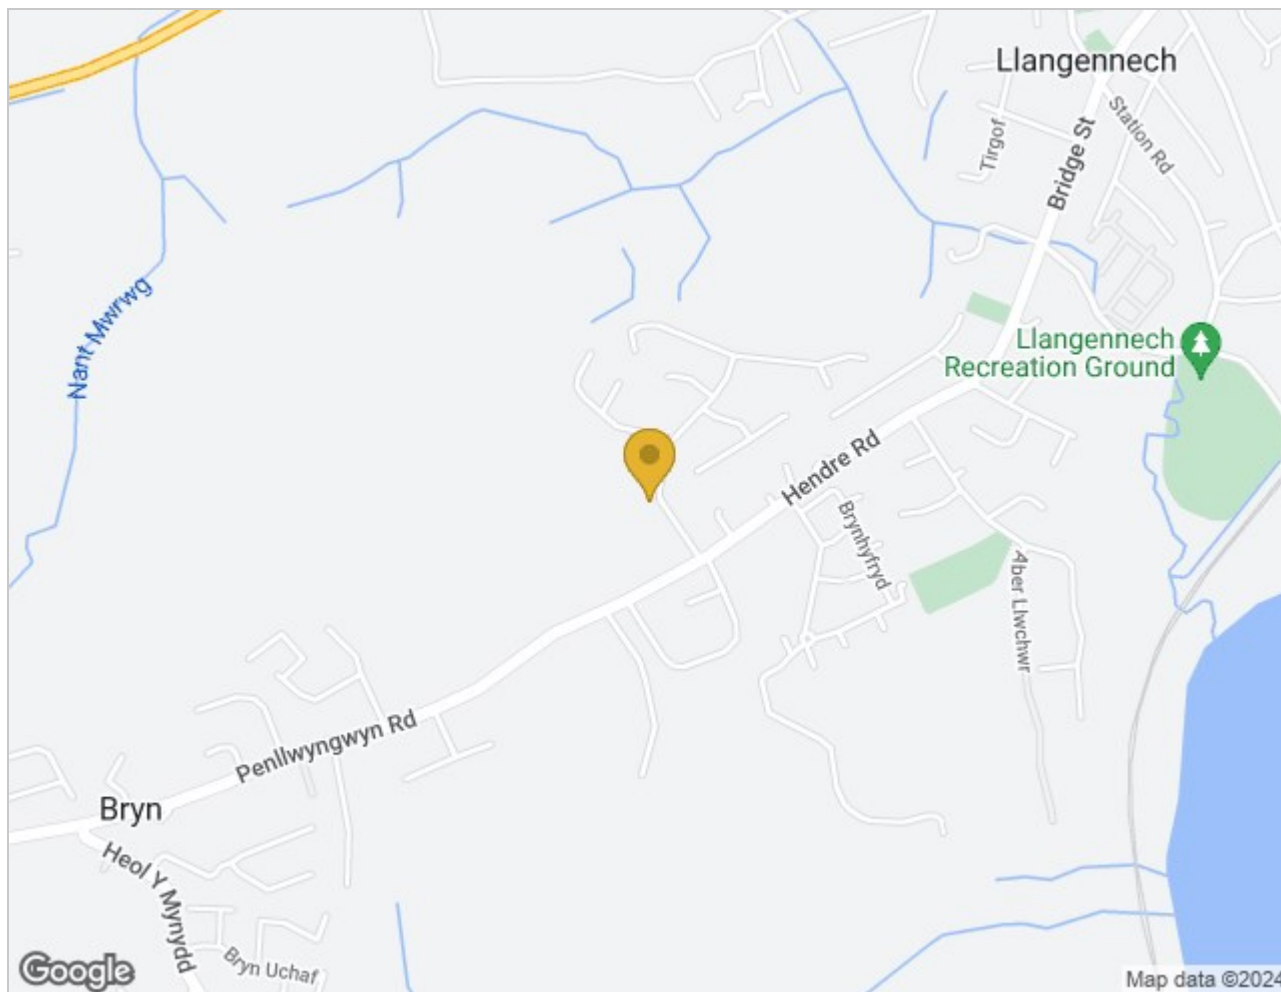 Llangennech
Station Rd
Tirgof
Bridge St
Nant Mwrwg
Llangennech
Recreation Ground
Hendre Rd
Brynhyfryd
Aber Llwchwr
Penllwyngwyn Rd
Bryn
Heol Y Mynydd
Bryn Uchaf
Google
Map data ©2024